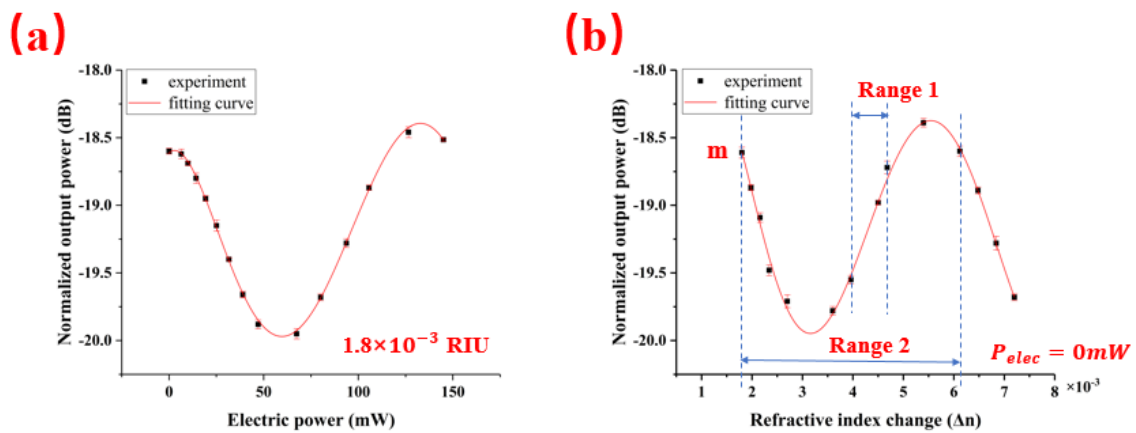 (a)
Normalized output power (dB)
-18.0
-18.5
-19.0
-19.5
-20.0
experiment
fitting curve
1.8×10⁻³ RIU
0
50
100
150
Electric power (mW)
(b)
Normalized output power (dB)
-18.0
-18.5
-19.0
-19.5
-20.0
experiment
fitting curve
Range 1
m
Range 2
P_elec = 0mW
1
2
3
4
5
6
7
8
×10⁻³
Refractive index change (Δn)